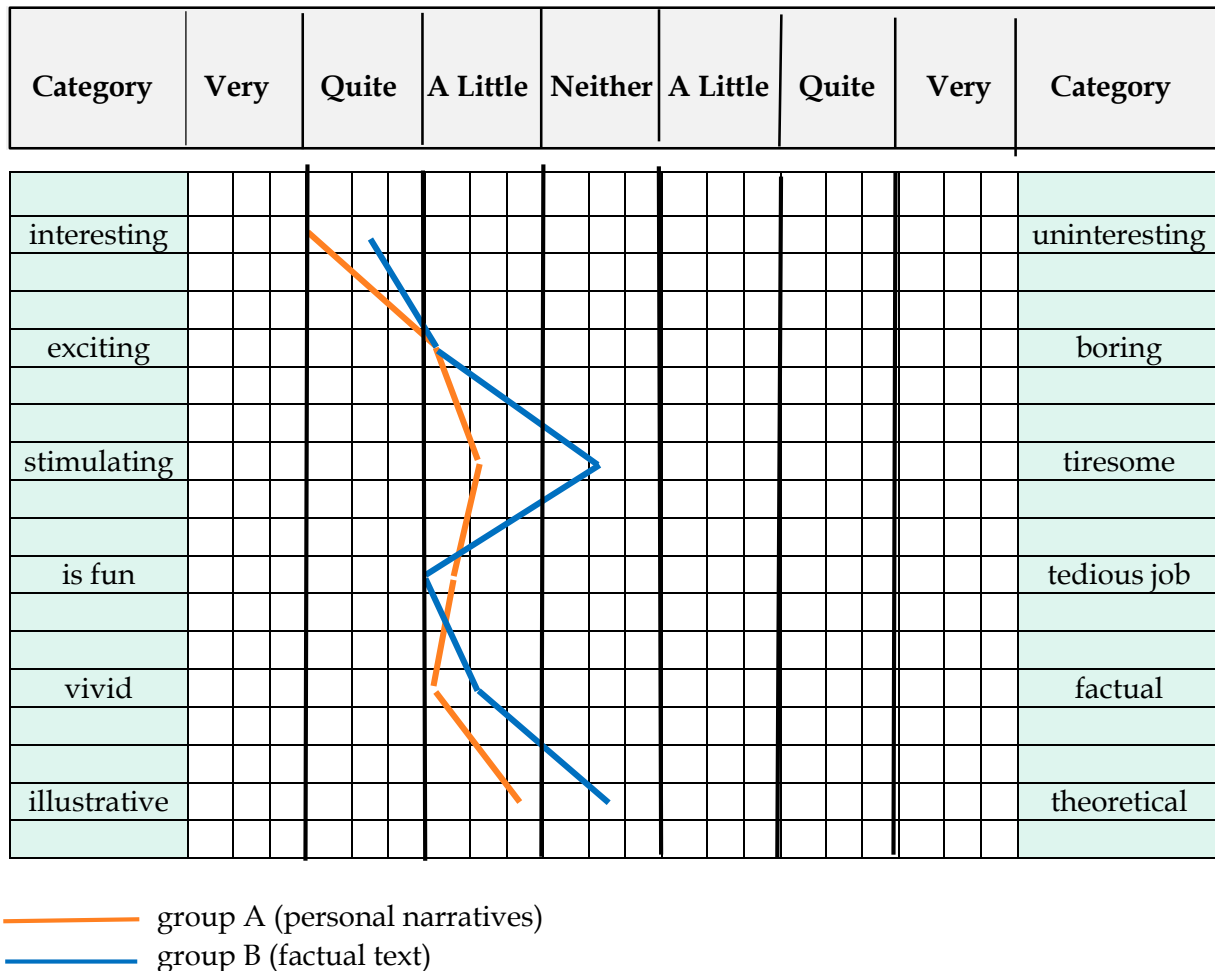 Category Very Quite A Little Neither A Little Quite Very Category
interesting uninteresting
exciting boring
stimulating tiresome
is fun tedious job
vivid factual
illustrative theoretical
group A (personal narratives)
group B (factual text)